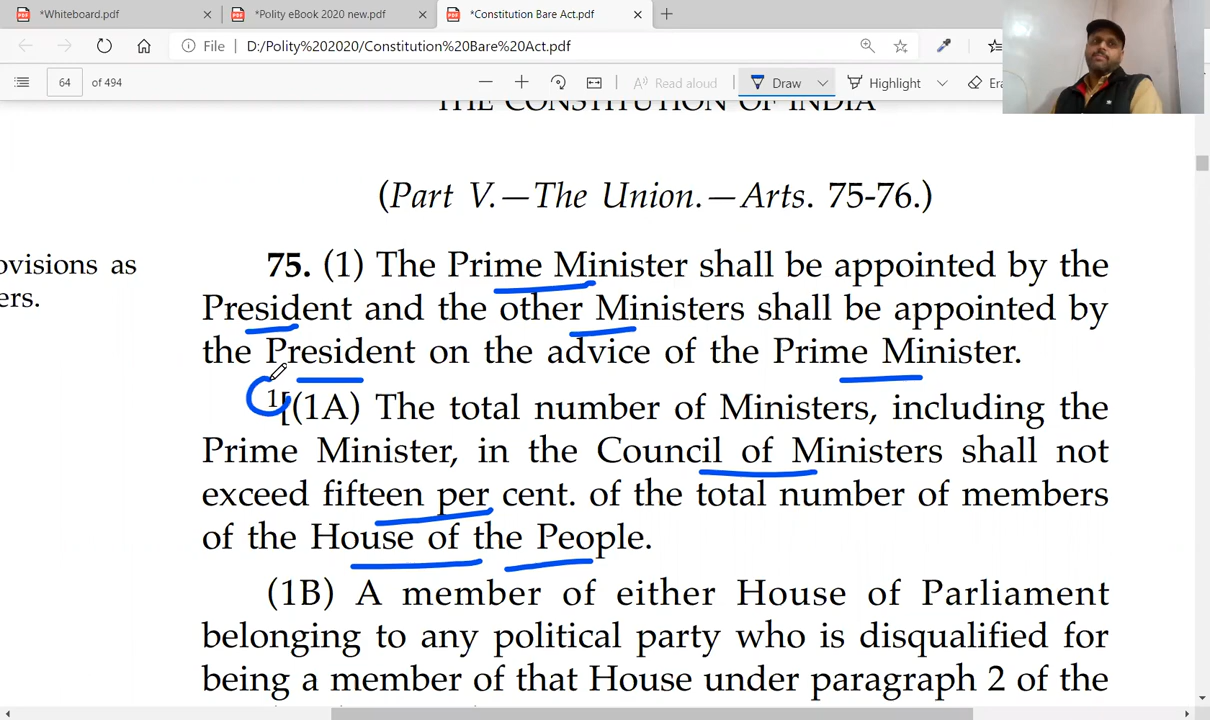 *Whiteboard.pdf
*Polity eBook 2020 new.pdf
*Constitution Bare Act.pdf
File D:/Polity%202020/Constitution%20Bare%20Act.pdf
64 of 494
Read aloud
Draw
Highlight
Era
THE CONSTITUTION OF INDIA
(Part V.—The Union.—Arts. 75-76.)
ovisions as
ers.
75. (1) The Prime Minister shall be appointed by the
President and the other Ministers shall be appointed by
the President on the advice of the Prime Minister.
1[(1A) The total number of Ministers, including the
Prime Minister, in the Council of Ministers shall not
exceed fifteen per cent. of the total number of members
of the House of the People.
(1B) A member of either House of Parliament
belonging to any political party who is disqualified for
being a member of that House under paragraph 2 of the